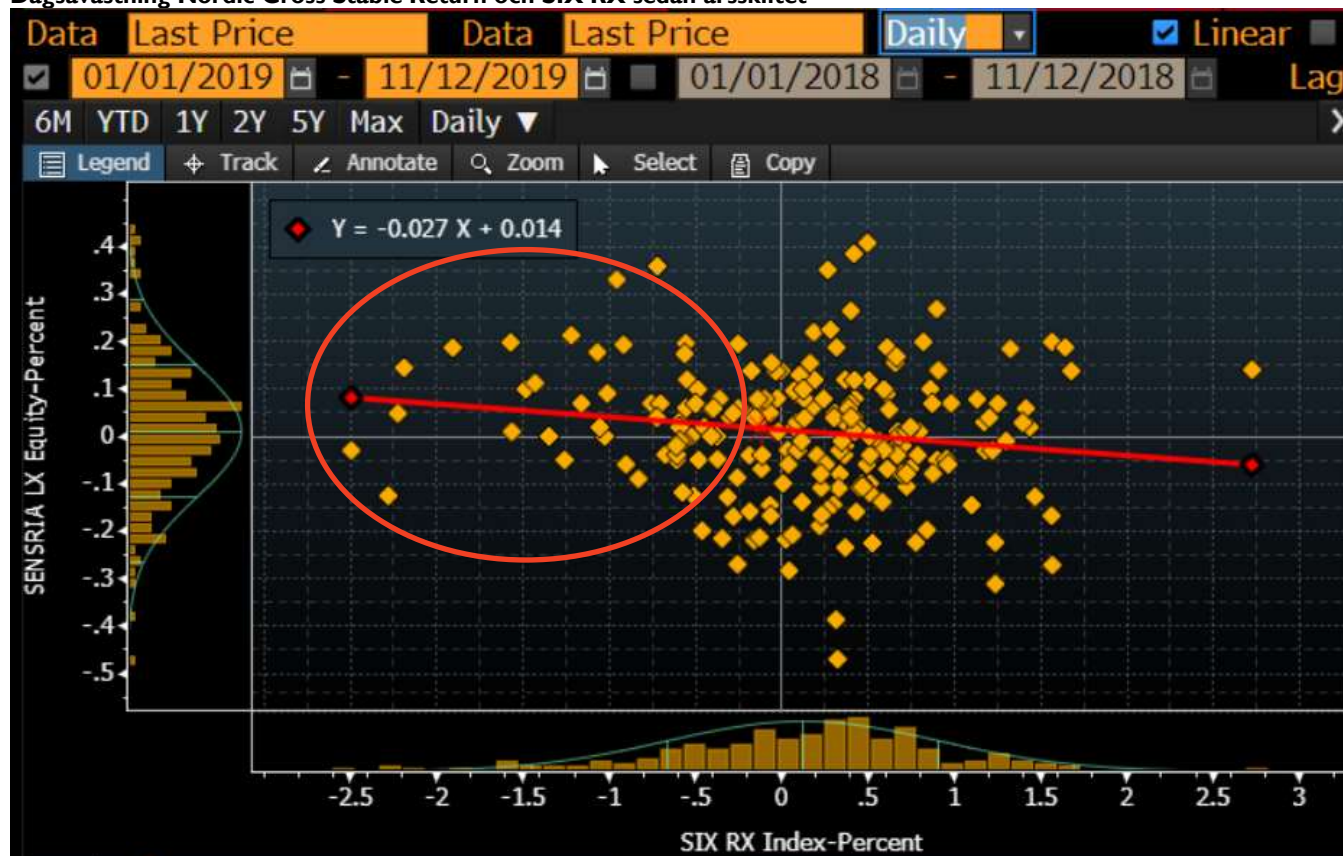 Dagsavästning Nordic Cross Stable Return och SIX RX sedan årsskiftet
Data Last Price Data Last Price Daily Linear
01/01/2019 - 11/12/2019 01/01/2018 - 11/12/2018 Lag
6M YTD 1Y 2Y 5Y Max Daily ▼
Legend Track Annotate Zoom Select Copy
Y = -0.027 X + 0.014
.4
.3
.2
.1
0
-.1
-.2
-.3
-.4
-.5
SENSRIA LX Equity-Percent
-2.5 -2 -1.5 -1 -.5 0 .5 1 1.5 2 2.5 3
SIX RX Index-Percent